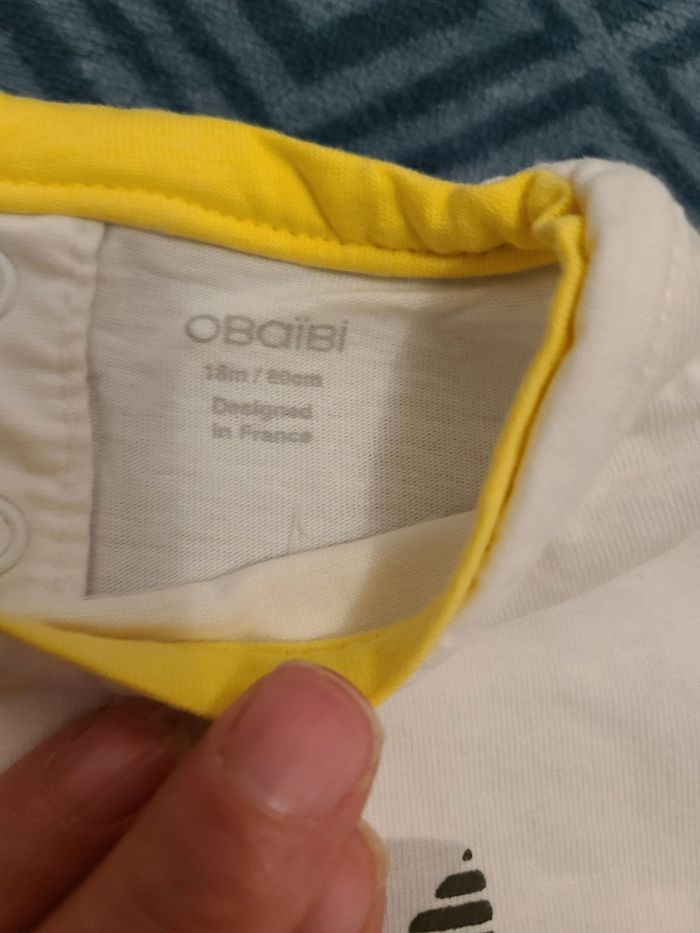 OBaïBi
18m / 80cm
Designed
in France